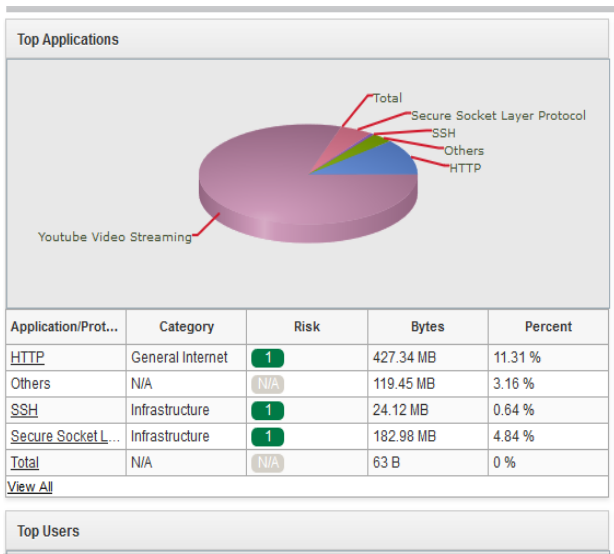 Top Applications
Total
Secure Socket Layer Protocol
SSH
Others
HTTP
Youtube Video Streaming
Application/Prot... Category Risk Bytes Percent
HTTP General Internet 1 427.34 MB 11.31 %
Others N/A N/A 119.45 MB 3.16 %
SSH Infrastructure 1 24.12 MB 0.64 %
Secure Socket L... Infrastructure 1 182.98 MB 4.84 %
Total N/A N/A 63 B 0 %
View All
Top Users